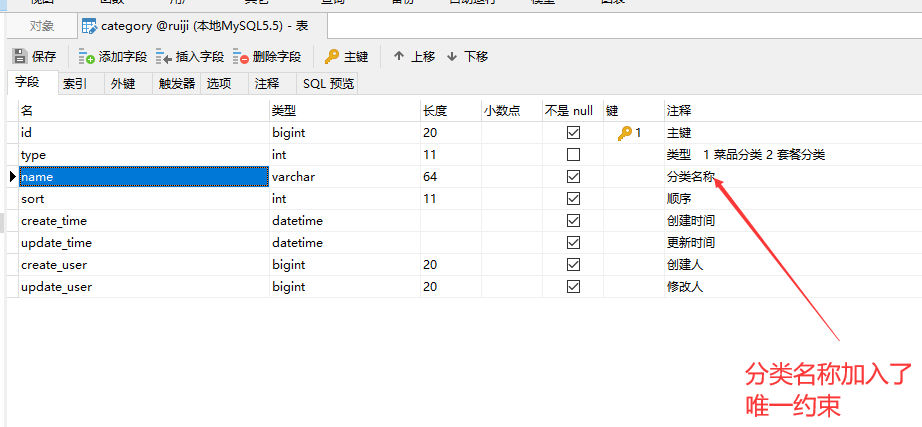 对象 category @ruiji (本地MySQL5.5) - 表
保存 添加字段 插入字段 删除字段 主键 上移 下移
字段 索引 外键 触发器 选项 注释 SQL 预览
名 类型 长度 小数点 不是 null 键 注释
id bigint 20 1 主键
type int 11 类型 1 菜品分类 2 套餐分类
name varchar 64 分类名称
sort int 11 顺序
create_time datetime 创建时间
update_time datetime 更新时间
create_user bigint 20 创建人
update_user bigint 20 修改人
分类名称加入了
唯一约束